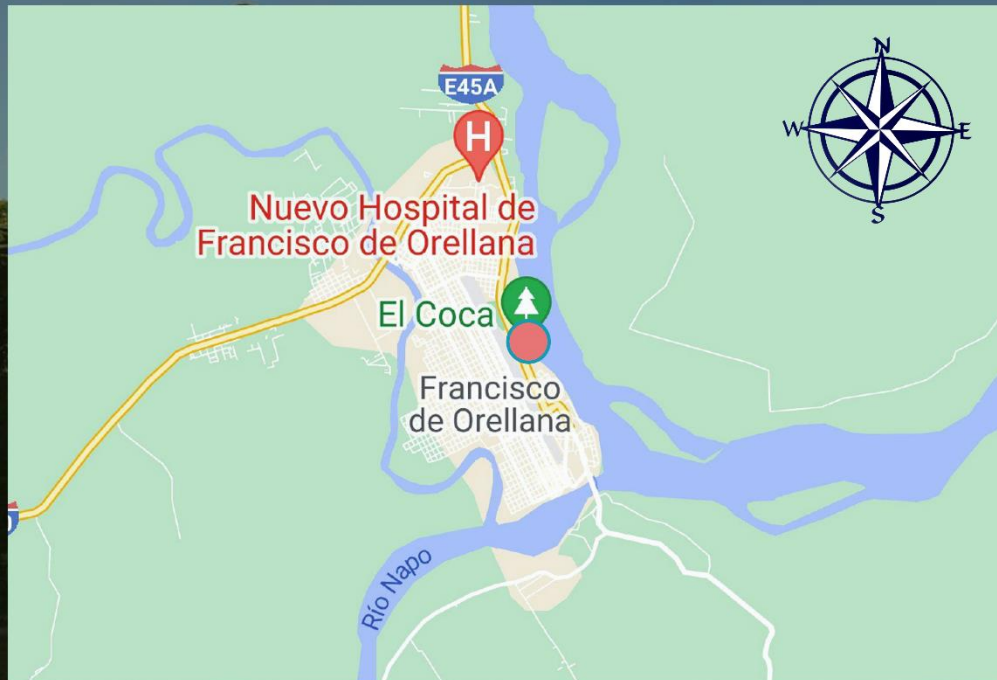 N
W E
S
E45A
H
Nuevo Hospital de
Francisco de Orellana
El Coca
Francisco
de Orellana
Río Napo